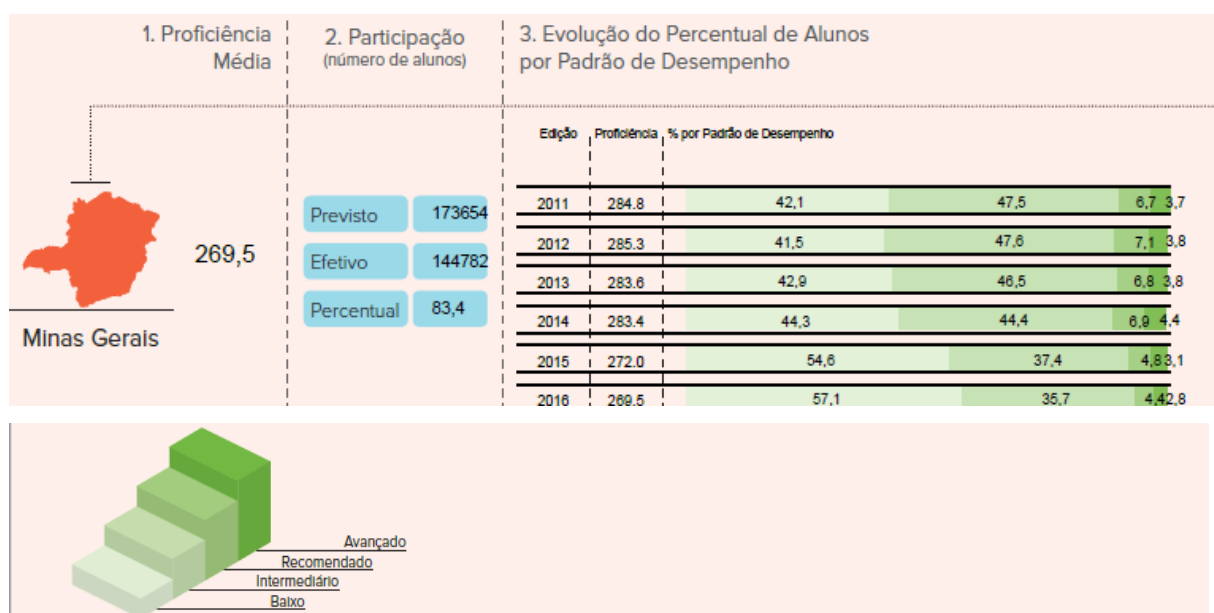 1. Proficiência
Média
2. Participação
(número de alunos)
3. Evolução do Percentual de Alunos
por Padrão de Desempenho
Minas Gerais
269,5
Previsto 173654
Efetivo 144782
Percentual 83,4
Edição Proficiência % por Padrão de Desempenho
2011 284.8 42,1 47,5 6,7 3,7
2012 285.3 41,5 47,6 7,1 3,8
2013 283.6 42,9 46,5 6,8 3,8
2014 283.4 44,3 44,4 6,9 4,4
2015 272.0 54,6 37,4 4,8 3,1
2016 269.5 57,1 35,7 4,4 2,8
Avançado
Recomendado
Intermediário
Baixo